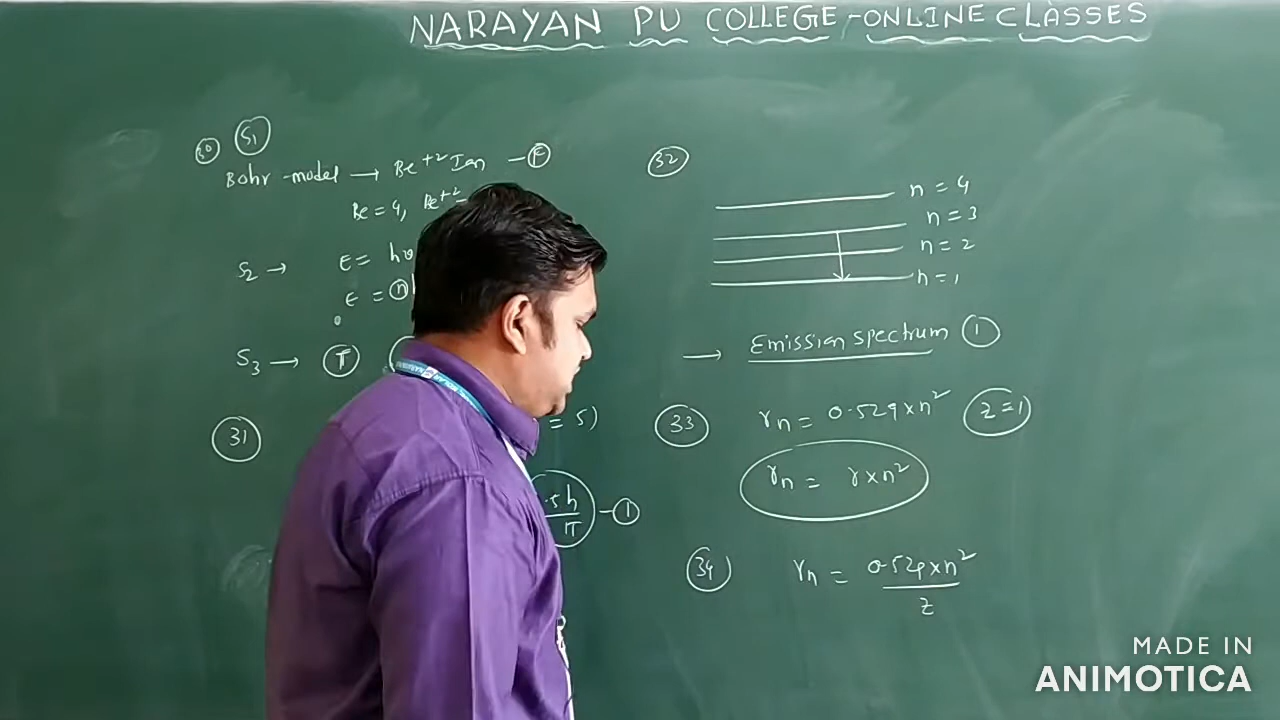 NARAYAN PU COLLEGE-ONLINE CLASSES
30 S1
Bohr-model → Be+2 Ion - F
Be = 4, Be+2
S2 →
E =
E = n
S3 → T
31
= 5)
.5h
π
- 1
32
n = 4
n = 3
n = 2
n = 1
→ Emission spectrum 1
33 rn = 0.529×n² z=1
rn = r×n²
34 rn = 0.529×n²
z
MADE IN
ANIMOTICA